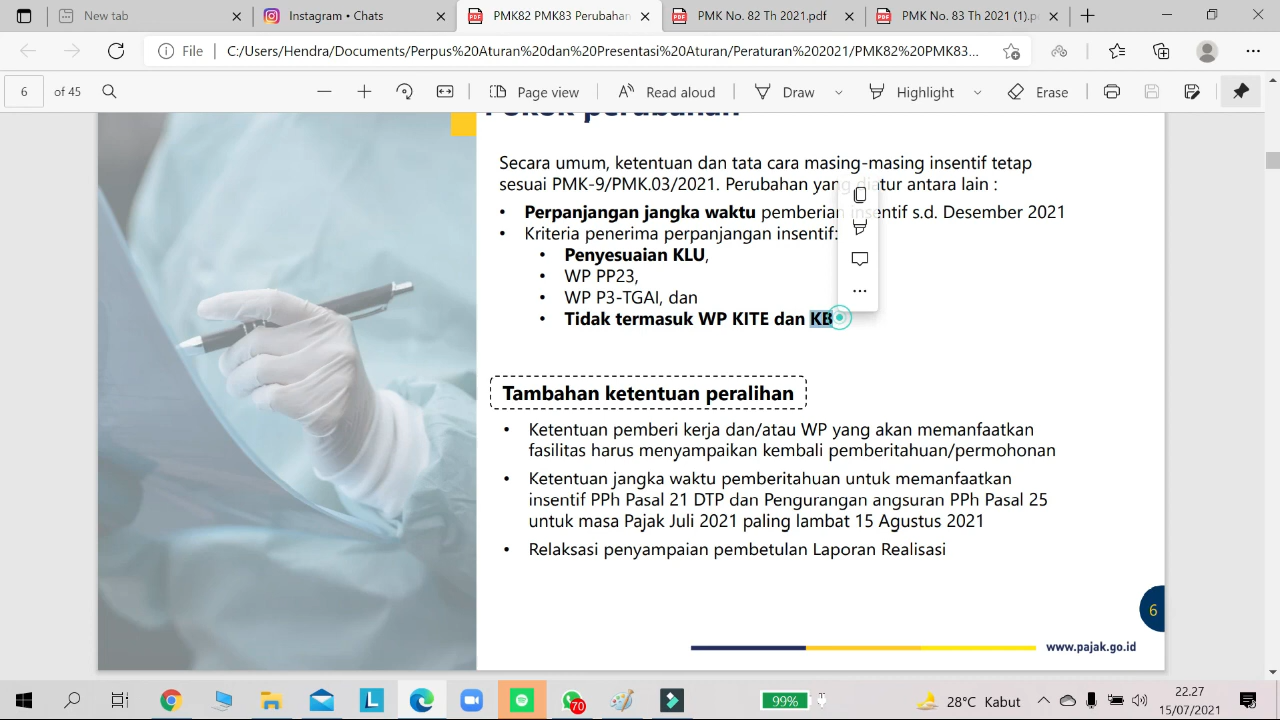 New tab
Instagram • Chats
PMK82 PMK83 Perubahan
PMK No. 82 Th 2021.pdf
PMK No. 83 Th 2021 (1).p
File
C:/Users/Hendra/Documents/Perpus%20Aturan%20dan%20Presentasi%20Aturan/Peraturan%202021/PMK82%20PMK83...
6 of 45
Page view
Read aloud
Draw
Highlight
Erase
Pokok perubahan
Secara umum, ketentuan dan tata cara masing-masing insentif tetap
sesuai PMK-9/PMK.03/2021. Perubahan yang diatur antara lain :
• Perpanjangan jangka waktu pemberian insentif s.d. Desember 2021
• Kriteria penerima perpanjangan insentif:
• Penyesuaian KLU,
• WP PP23,
• WP P3-TGAI, dan
• Tidak termasuk WP KITE dan KB
Tambahan ketentuan peralihan
• Ketentuan pemberi kerja dan/atau WP yang akan memanfaatkan
fasilitas harus menyampaikan kembali pemberitahuan/permohonan
• Ketentuan jangka waktu pemberitahuan untuk memanfaatkan
insentif PPh Pasal 21 DTP dan Pengurangan angsuran PPh Pasal 25
untuk masa Pajak Juli 2021 paling lambat 15 Agustus 2021
• Relaksasi penyampaian pembetulan Laporan Realisasi
6
www.pajak.go.id
70
99%
28°C Kabut
22.27
15/07/2021